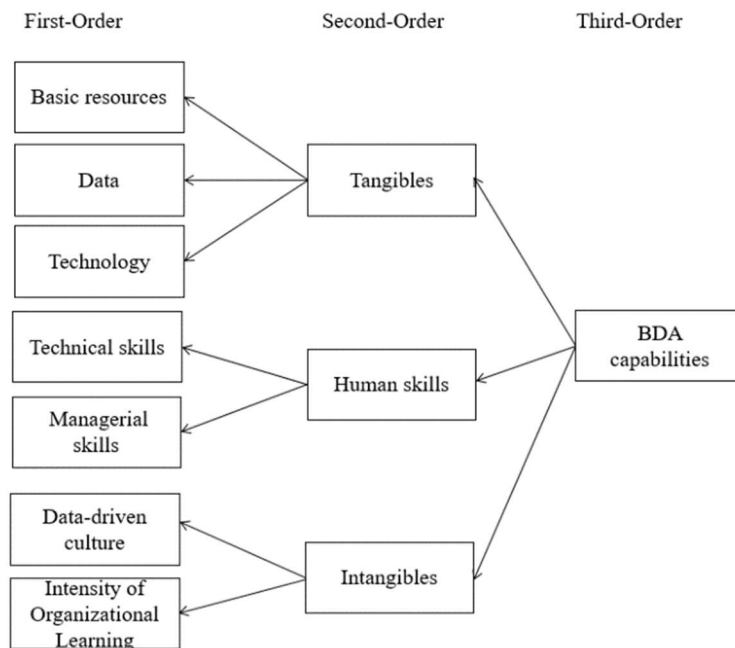 First-Order
Second-Order
Third-Order
Basic resources
Data
Tangibles
Technology
BDA
capabilities
Technical skills
Human skills
Managerial
skills
Data-driven
culture
Intangibles
Intensity of
Organizational
Learning